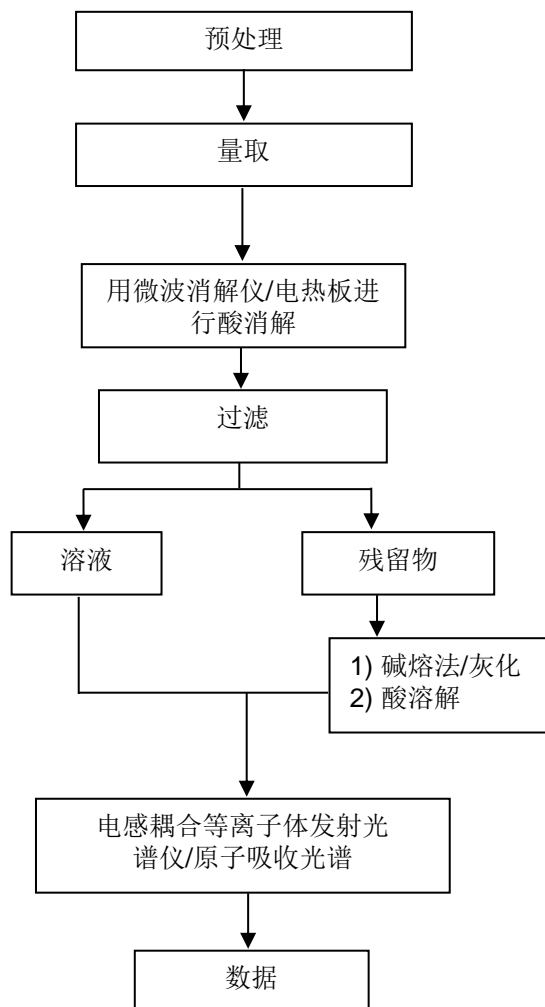 预处理
量取
用微波消解仪/电热板进
行酸消解
过滤
溶液
残留物
1) 碱熔法/灰化
2) 酸溶解
电感耦合等离子体发射光
谱仪/原子吸收光谱
数据